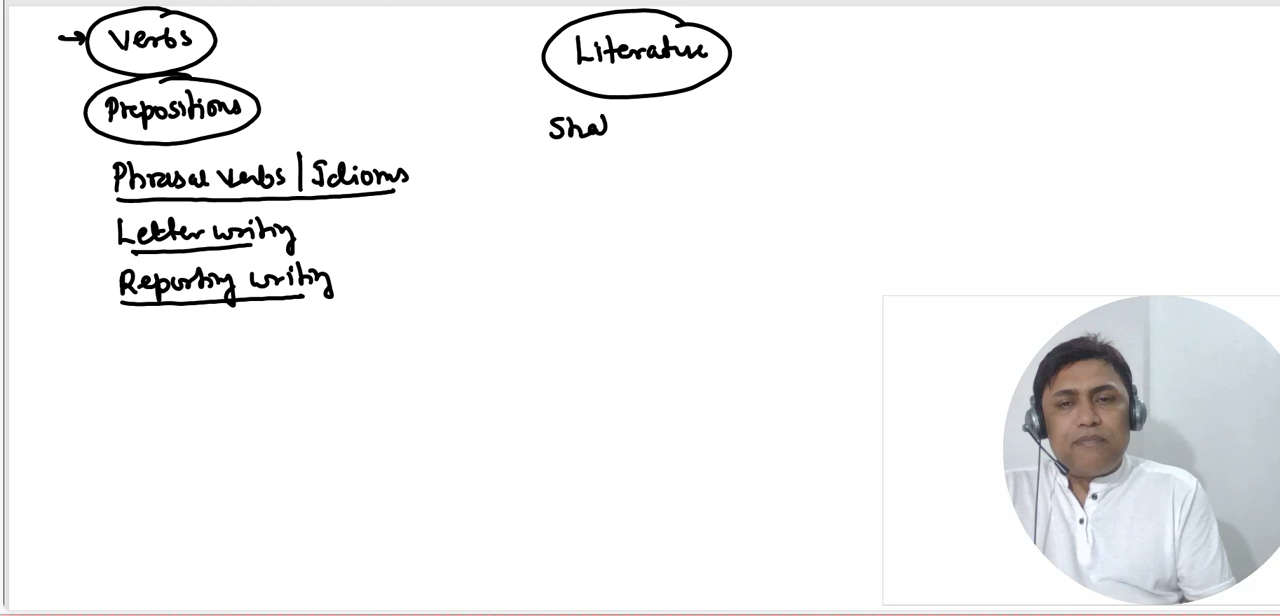 → Verbs
Prepositions
Phrasal verbs | Idioms
Letter writing
Reporting writing
Literature
Sha